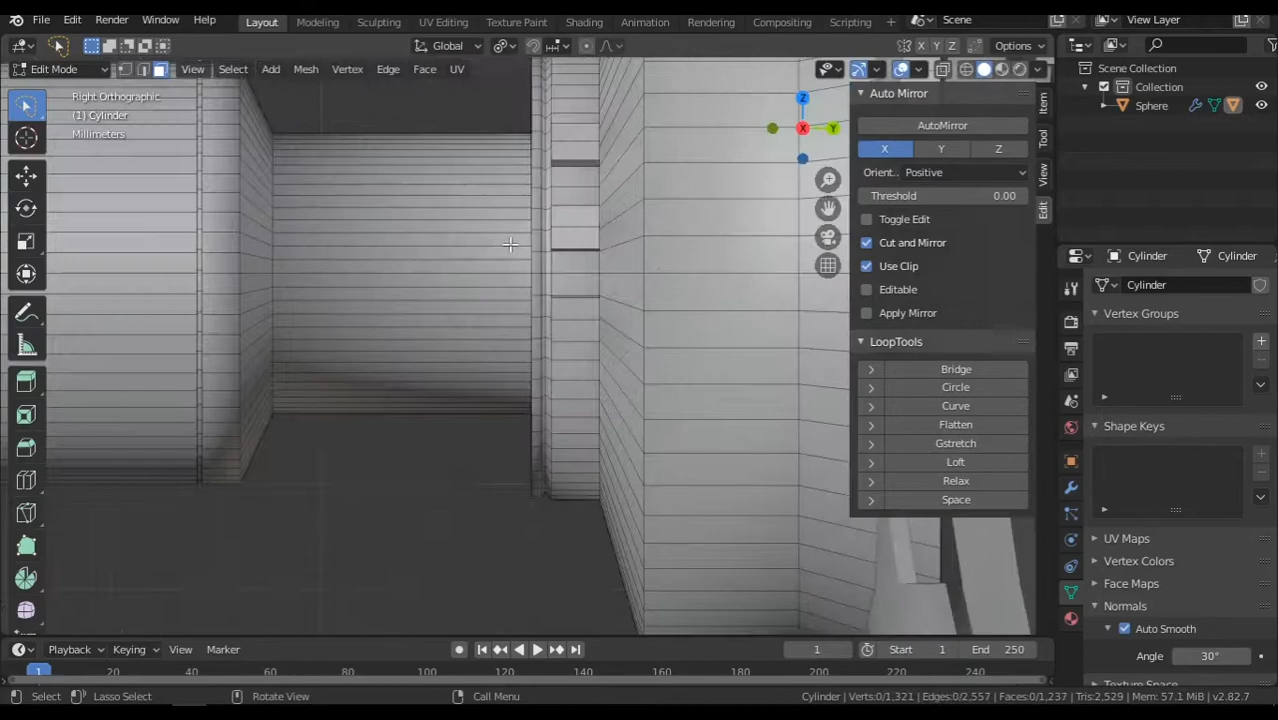 File Edit Render Window Help Layout Modeling Sculpting UV Editing Texture Paint Shading Animation Rendering Compositing Scripting + Scene View Layer
Global Options
Edit Mode View Select Add Mesh Vertex Edge Face UV X Y Z
Right Orthographic
(1) Cylinder
Millimeters
Z
X
Y
Auto Mirror
AutoMirror
X Y Z
Orient.. Positive
Threshold 0.00
Toggle Edit
Cut and Mirror
Use Clip
Editable
Apply Mirror
LoopTools
Bridge
Circle
Curve
Flatten
Gstretch
Loft
Relax
Space
Item
Tool
View
Edit
Scene Collection
Collection
Sphere
Cylinder Cylinder
Cylinder
Vertex Groups
Shape Keys
UV Maps
Vertex Colors
Face Maps
Normals
Auto Smooth
Angle 30°
Playback Keying View Marker 1 Start 1 End 250
1 20 40 60 80 100 120 140 160 180 200 220 240
Select Lasso Select Rotate View Call Menu Cylinder | Verts:0/1,321 | Edges:0/2,557 | Faces:0/1,237 | Tris:2,529 | Mem: 57.1 MiB | v2.82.7